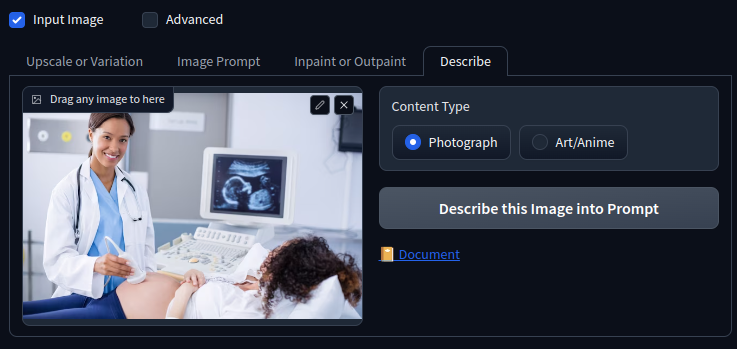 Input Image
Advanced
Upscale or Variation
Image Prompt
Inpaint or Outpaint
Describe
Drag any image to here
Content Type
Photograph
Art/Anime
Describe this Image into Prompt
Document